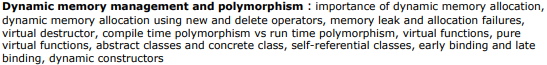 Dynamic memory management and polymorphism : importance of dynamic memory allocation,
dynamic memory allocation using new and delete operators, memory leak and allocation failures,
virtual destructor, compile time polymorphism vs run time polymorphism, virtual functions, pure
virtual functions, abstract classes and concrete class, self-referential classes, early binding and late
binding, dynamic constructors